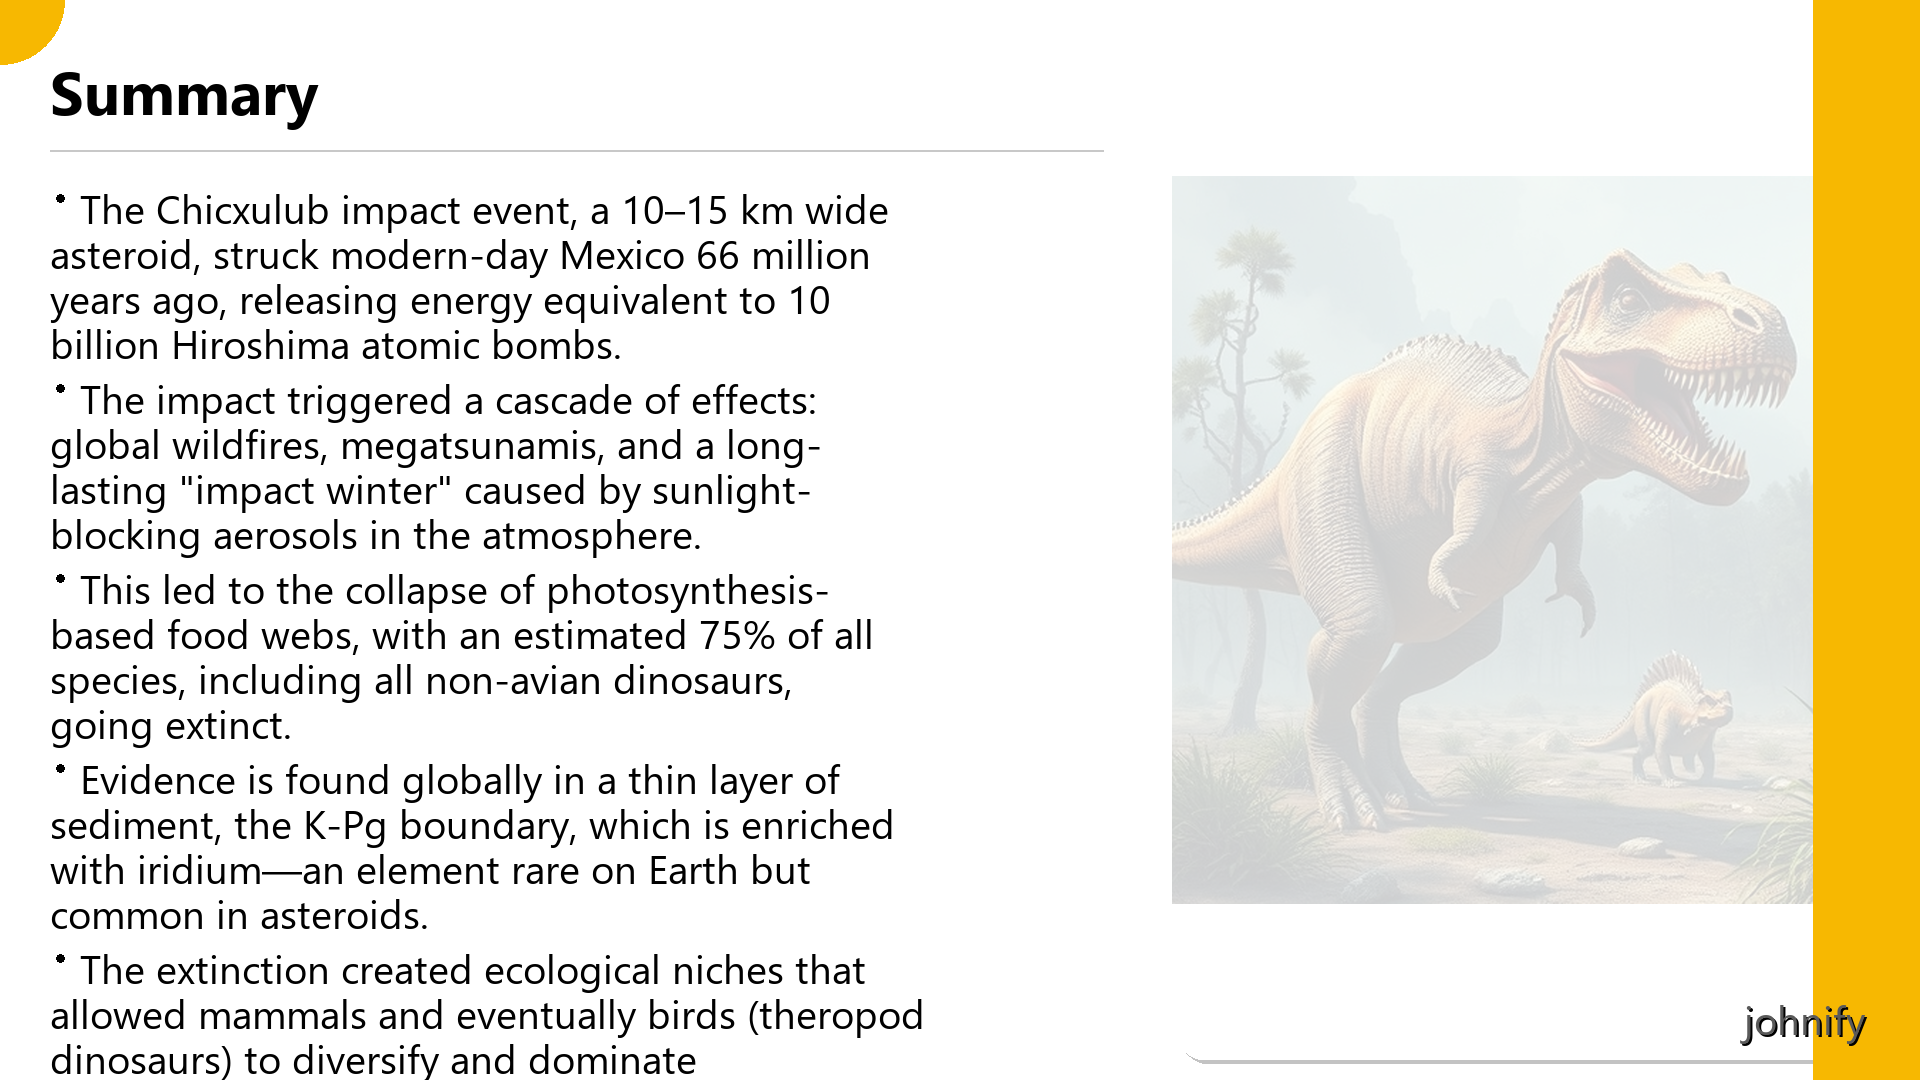 Summary
• The Chicxulub impact event, a 10–15 km wide
asteroid, struck modern-day Mexico 66 million
years ago, releasing energy equivalent to 10
billion Hiroshima atomic bombs.
• The impact triggered a cascade of effects:
global wildfires, megatsunamis, and a long-
lasting "impact winter" caused by sunlight-
blocking aerosols in the atmosphere.
• This led to the collapse of photosynthesis-
based food webs, with an estimated 75% of all
species, including all non-avian dinosaurs,
going extinct.
• Evidence is found globally in a thin layer of
sediment, the K-Pg boundary, which is enriched
with iridium—an element rare on Earth but
common in asteroids.
• The extinction created ecological niches that
allowed mammals and eventually birds (theropod
dinosaurs) to diversify and dominate
johnify